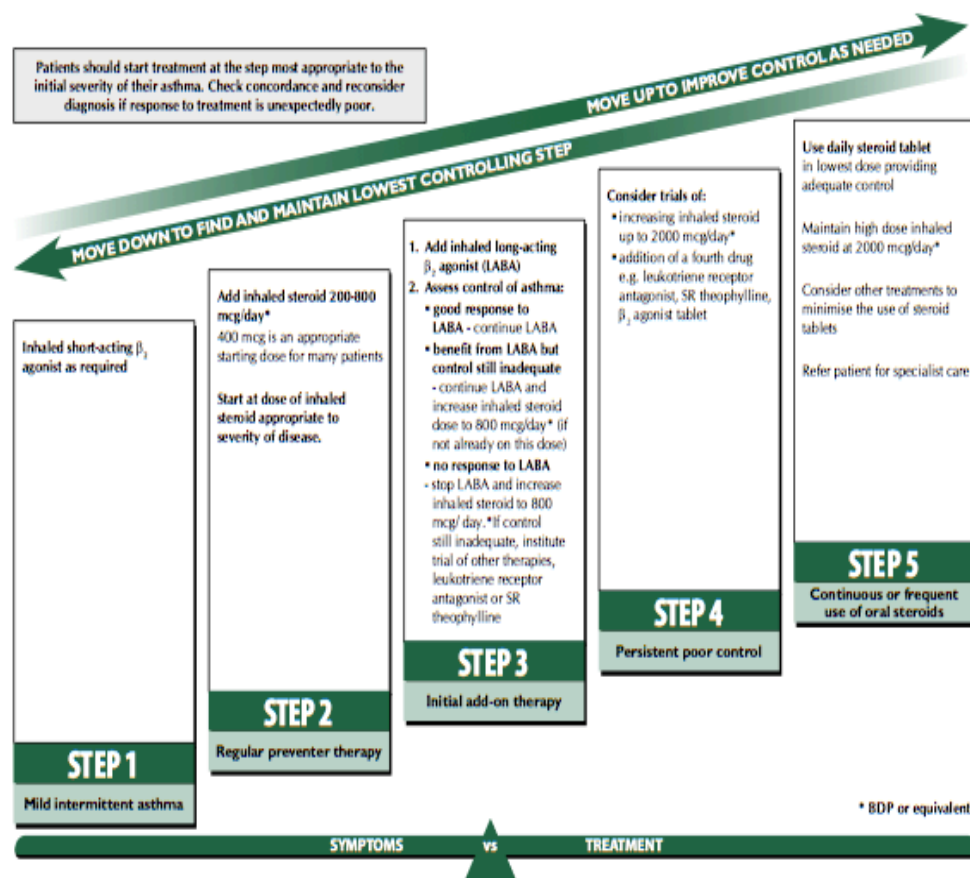 Patients should start treatment at the step most appropriate to the
initial severity of their asthma. Check concordance and reconsider
diagnosis if response to treatment is unexpectedly poor.
MOVE UP TO IMPROVE CONTROL AS NEEDED
MOVE DOWN TO FIND AND MAINTAIN LOWEST CONTROLLING STEP
Inhaled short-acting β₂
agonist as required
STEP 1
Mild intermittent asthma
Add inhaled steroid 200-800
mcg/day*
400 mcg is an appropriate
starting dose for many patients
Start at dose of inhaled
steroid appropriate to
severity of disease.
STEP 2
Regular preventer therapy
1. Add inhaled long-acting
β₂ agonist (LABA)
2. Assess control of asthma:
• good response to
LABA - continue LABA
• benefit from LABA but
control still inadequate
- continue LABA and
increase inhaled steroid
dose to 800 mcg/day* (if
not already on this dose)
• no response to LABA
- stop LABA and increase
inhaled steroid to 800
mcg/ day.*If control
still inadequate, institute
trial of other therapies,
leukotriene receptor
antagonist or SR
theophylline
STEP 3
Initial add-on therapy
Consider trials of:
• increasing inhaled steroid
up to 2000 mcg/day*
• addition of a fourth drug
e.g. leukotriene receptor
antagonist, SR theophylline,
β₂ agonist tablet
STEP 4
Persistent poor control
Use daily steroid tablet
in lowest dose providing
adequate control
Maintain high dose inhaled
steroid at 2000 mcg/day*
Consider other treatments to
minimise the use of steroid
tablets
Refer patient for specialist care
STEP 5
Continuous or frequent
use of oral steroids
* BDP or equivalent
SYMPTOMS vs TREATMENT